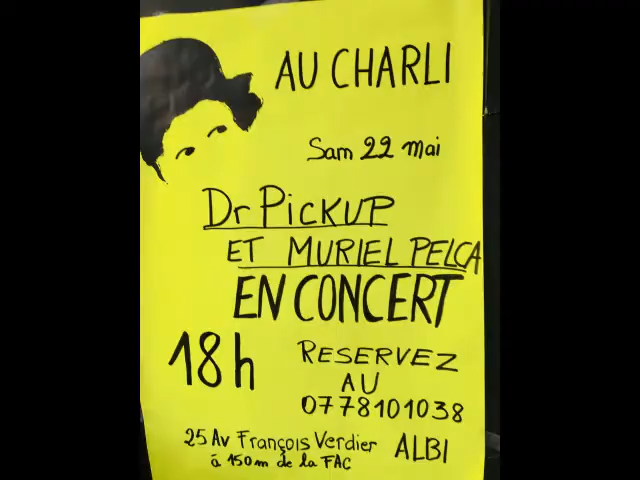 AU CHARLI
Sam 22 mai
Dr PICKUP
ET MURIEL PELCA
EN CONCERT
18h
RESERVEZ
AU
0778101038
25 Av François Verdier ALBI
à 150m de la FAC